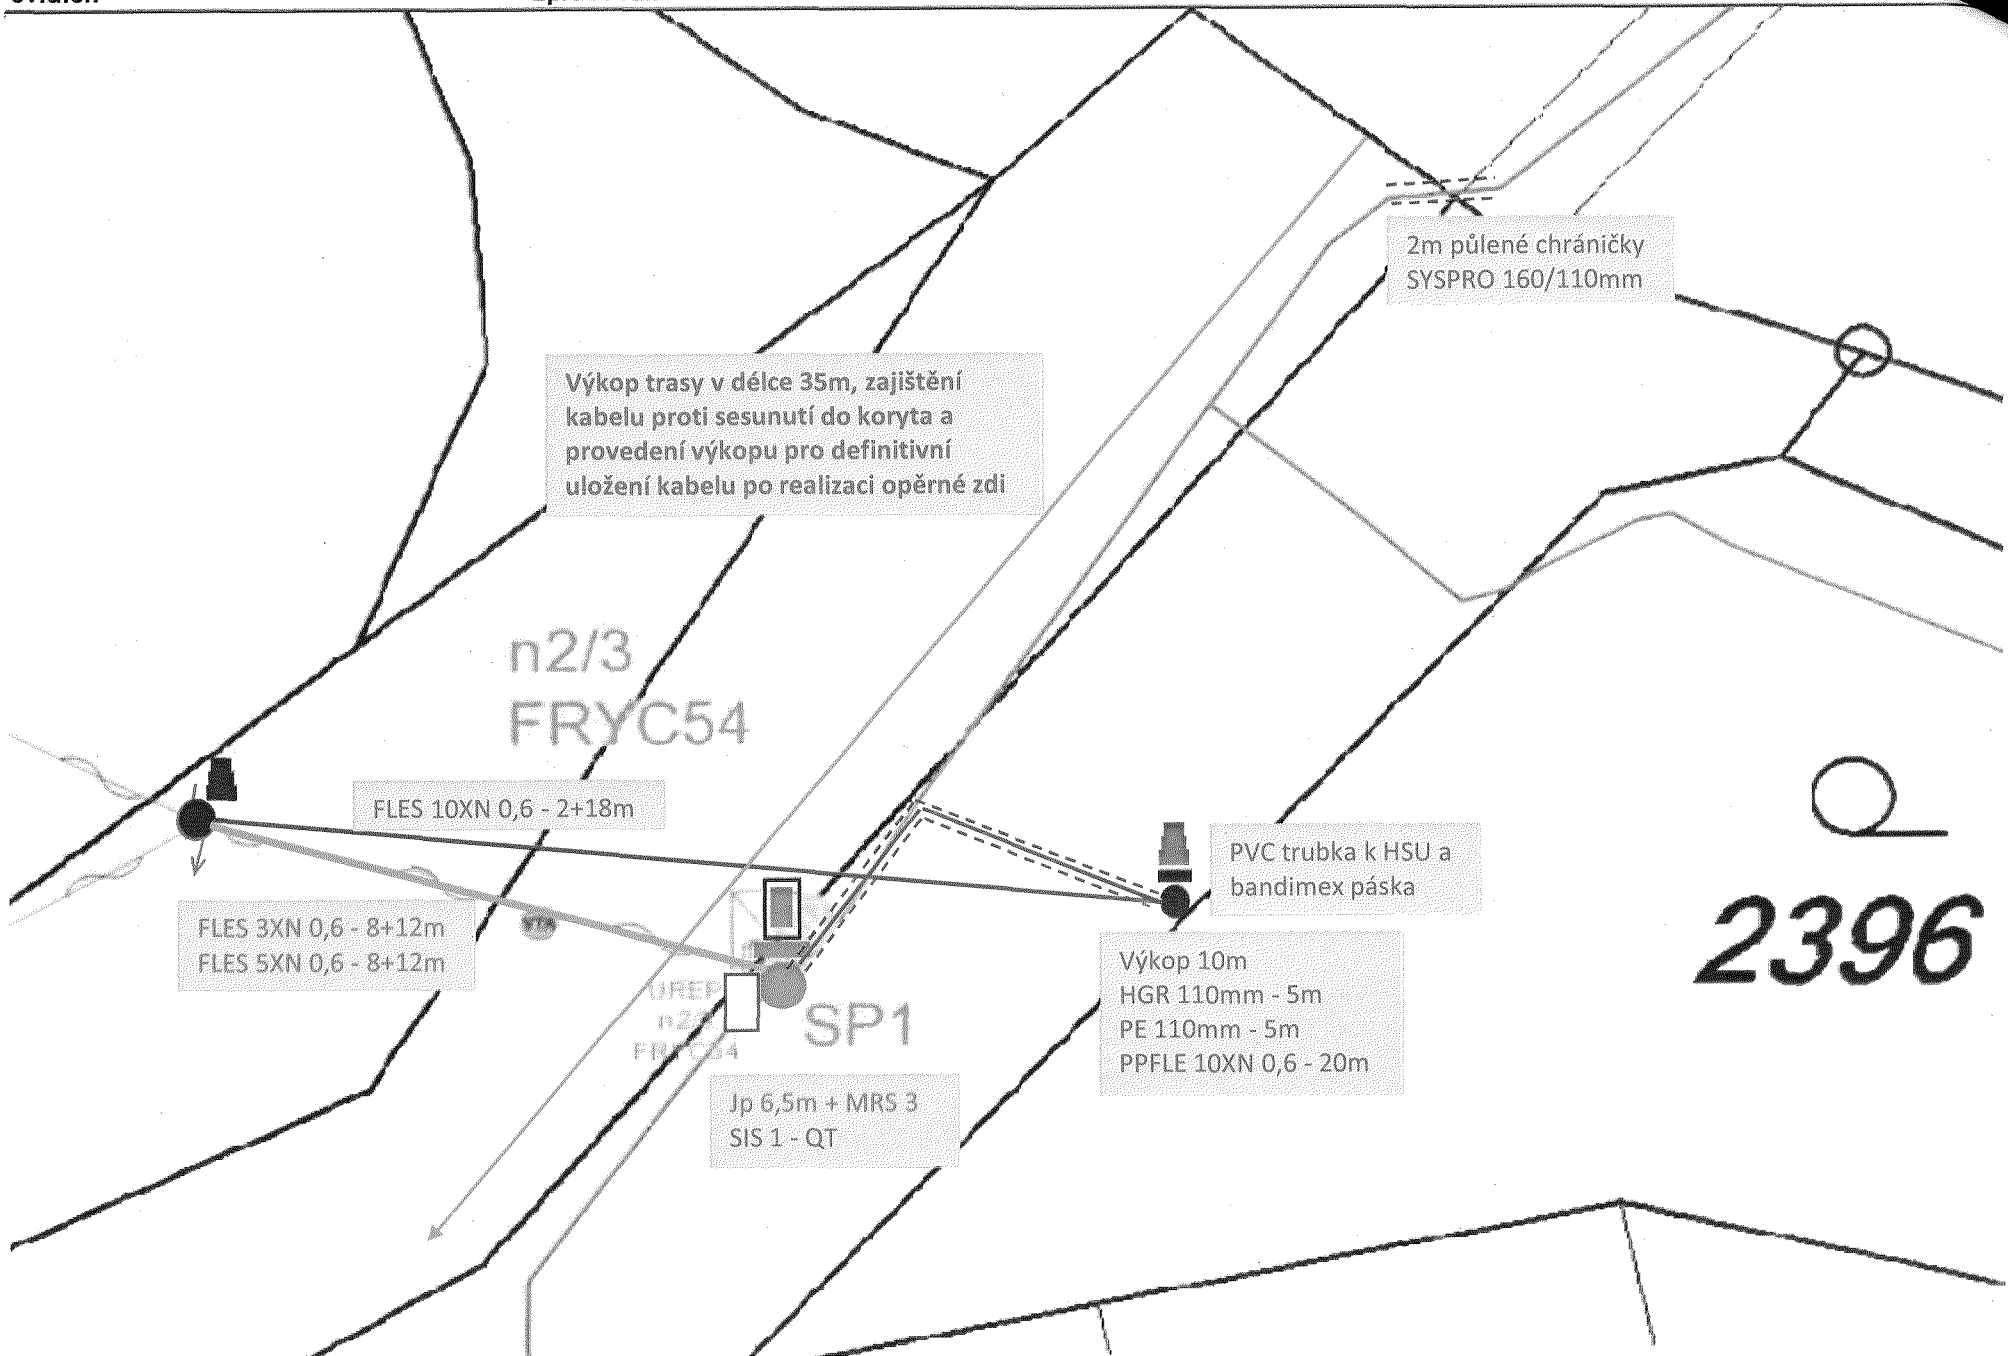 2m půlené chráničky
SYSPRO 160/110mm
Výkop trasy v délce 35m, zajištění
kabelu proti sesunutí do koryta a
provedení výkopu pro definitivní
uložení kabelu po realizaci opěrné zdi
n2/3
FRYC54
FLES 10XN 0,6 - 2+18m
PVC trubka k HSU a
bandimex páska
2396
FLES 3XN 0,6 - 8+12m
FLES 5XN 0,6 - 8+12m
Výkop 10m
HGR 110mm - 5m
PE 110mm - 5m
PPFLE 10XN 0,6 - 20m
SP1
FRYC54
Jp 6,5m + MRS 3
SIS 1 - QT